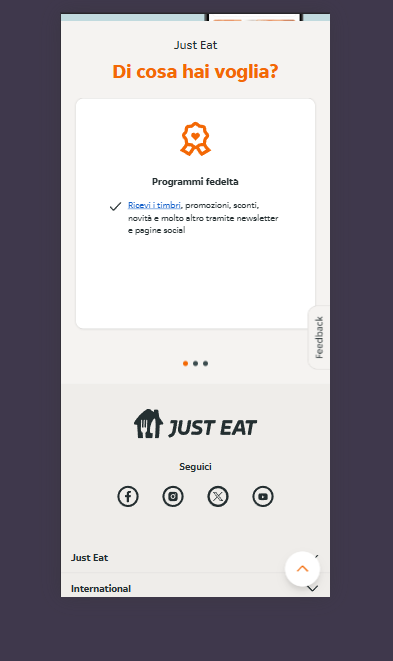 Just Eat
Di cosa hai voglia?
Programmi fedeltà
Ricevi i timbri, promozioni, sconti,
novità e molto altro tramite newsletter
e pagine social
Feedback
JUST EAT
Seguici
Just Eat
International